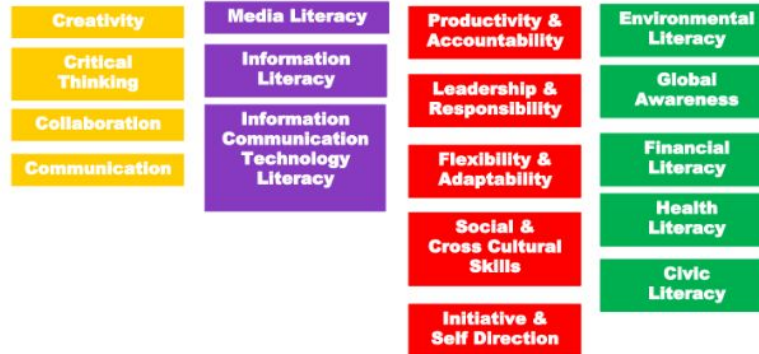 Creativity
Critical
Thinking
Collaboration
Communication
Media Literacy
Information
Literacy
Information
Communication
Technology
Literacy
Productivity &
Accountability
Leadership &
Responsibility
Flexibility &
Adaptability
Social &
Cross Cultural
Skills
Initiative &
Self Direction
Environmental
Literacy
Global
Awareness
Financial
Literacy
Health
Literacy
Civic
Literacy